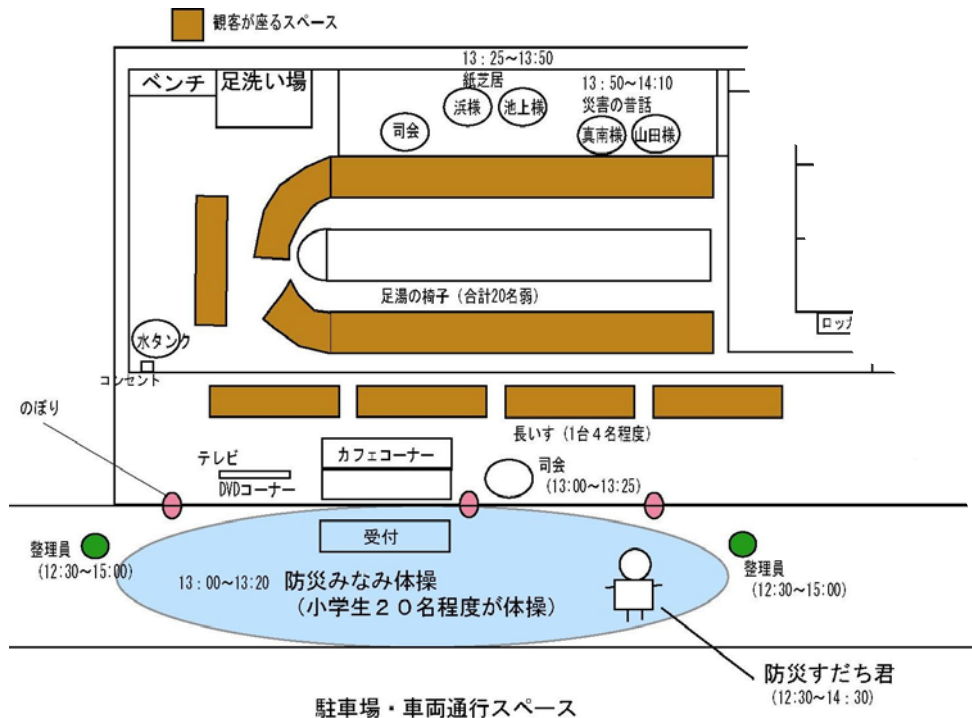 観客が座るスペース
13：25～13:50
紙芝居
浜様
池上様
13：50～14:10
災害の昔話
真南様
山田様
司会
ベンチ
足洗い場
足湯の椅子（合計20名弱）
水タンク
コンセント
ロッカ
のぼり
長いす（1台４名程度）
テレビ
DVDコーナー
カフェコーナー
司会
(13:00～13:25)
受付
整理員
(12:30～15:00)
13：00～13:20 防災みなみ体操
（小学生２０名程度が体操）
整理員
(12:30～15:00)
防災すだち君
(12:30～14：30)
駐車場・車両通行スペース